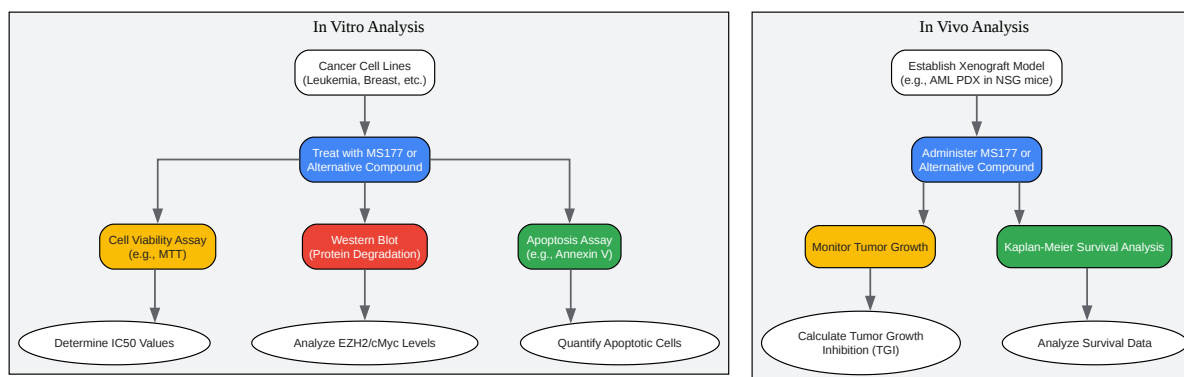 In Vitro Analysis
Cancer Cell Lines
(Leukemia, Breast, etc.)
Treat with MS177 or
Alternative Compound
Cell Viability Assay
(e.g., MTT)
Western Blot
(Protein Degradation)
Apoptosis Assay
(e.g., Annexin V)
Determine IC50 Values
Analyze EZH2/cMyc Levels
Quantify Apoptotic Cells
In Vivo Analysis
Establish Xenograft Model
(e.g., AML PDX in NSG mice)
Administer MS177 or
Alternative Compound
Monitor Tumor Growth
Kaplan-Meier Survival Analysis
Calculate Tumor Growth
Inhibition (TGI)
Analyze Survival Data